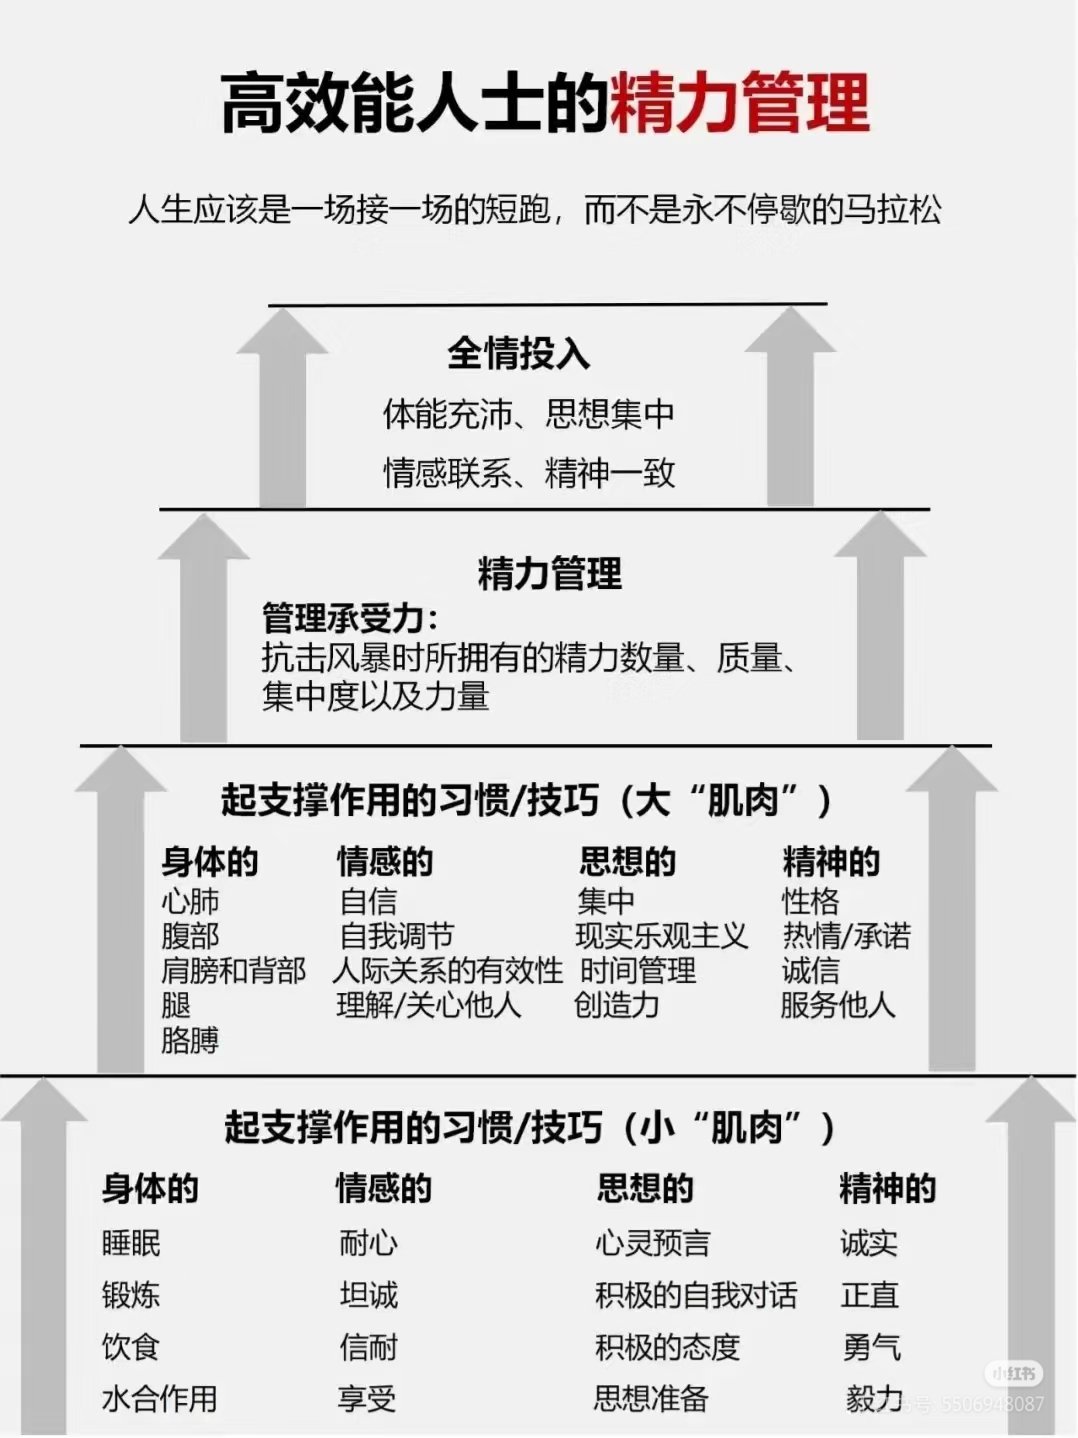 高效能人士的精力管理
人生应该是一场接一场的短跑，而不是永不停歇的马拉松
全情投入
体能充沛、思想集中
情感联系、精神一致
精力管理
管理承受力：
抗击风暴时所拥有的精力数量、质量、
集中度以及力量
起支撑作用的习惯/技巧（大“肌肉”）
身体的 情感的 思想的 精神的
心肺 自信 集中 性格
腹部 自我调节 现实乐观主义 热情/承诺
肩膀和背部 人际关系的有效性 时间管理 诚信
腿 理解/关心他人 创造力 服务他人
胳膊
起支撑作用的习惯/技巧（小“肌肉”）
身体的 情感的 思想的 精神的
睡眠 耐心 心灵预言 诚实
锻炼 坦诚 积极的自我对话 正直
饮食 信耐 积极的态度 勇气
水合作用 享受 思想准备 毅力
小红书
5506948087